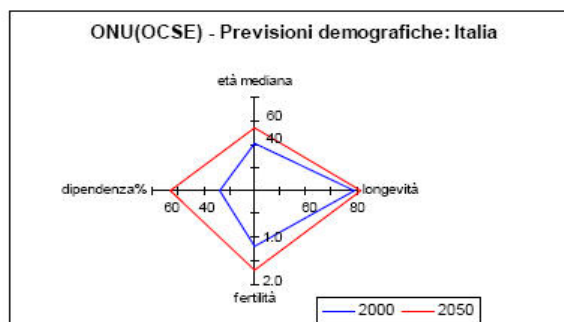 ONU(OCSE) - Previsioni demografiche: Italia
età mediana
60
40
dipendenza%
longevità
60 40 60 80
1.0
2.0
fertilità
2000 2050